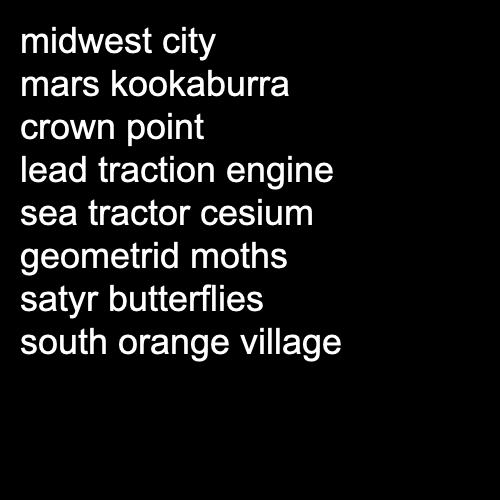 midwest city
mars kookaburra
crown point
lead traction engine
sea tractor cesium
geometrid moths
satyr butterflies
south orange village